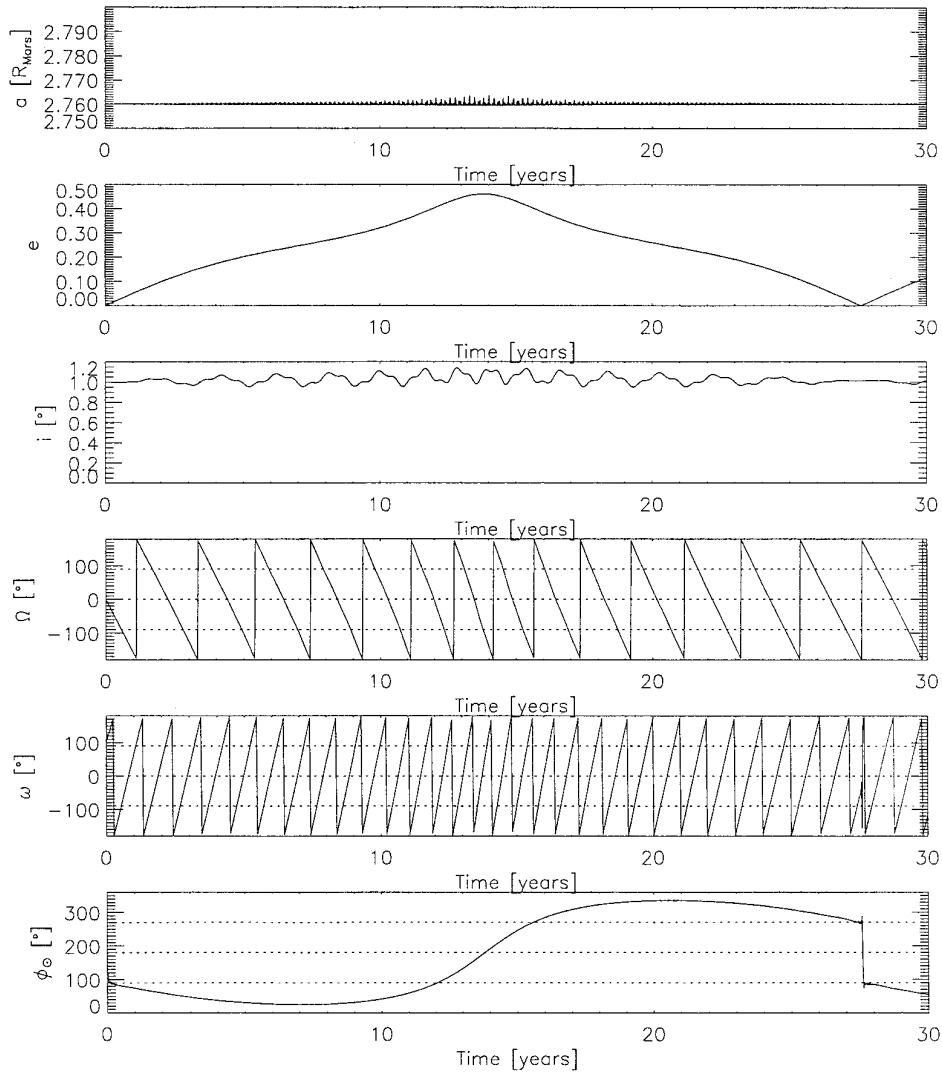 2.790
2.780
2.770
2.760
2.750
a [R_Mars]
0 10 20 30
Time [years]
0.50
0.40
0.30
0.20
0.10
0.00
e
0 10 20 30
Time [years]
1.2
1.0
0.8
0.6
0.4
0.2
0.0
i [°]
0 10 20 30
Time [years]
100
0
-100
Ω [°]
0 10 20 30
Time [years]
100
0
-100
ω [°]
0 10 20 30
Time [years]
300
200
100
0
φ⊙ [°]
0 10 20 30
Time [years]